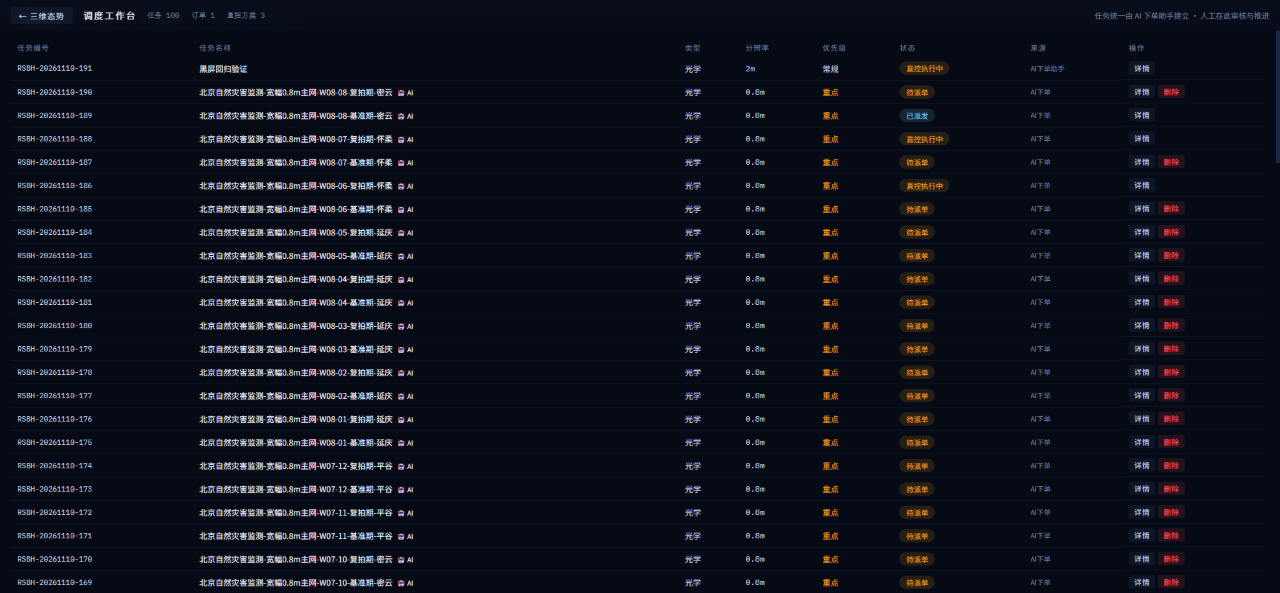 ← 三维态势 调度工作台 任务 100 订单 1 直控方案 3 任务统一由 AI 下单助手建立 · 人工在此审核与推进
任务编号 任务名称 类型 分辨率 优先级 状态 来源 操作
RSBH-20261110-191 黑屏回归验证 光学 2m 常规 直控执行中 AI下单助手 详情
RSBH-20261110-190 北京自然灾害监测-宽幅0.8m主网-W08-08-复拍期-密云 AI 光学 0.8m 重点 待派单 AI下单 详情 删除
RSBH-20261110-189 北京自然灾害监测-宽幅0.8m主网-W08-08-基准期-密云 AI 光学 0.8m 重点 已派发 AI下单 详情
RSBH-20261110-188 北京自然灾害监测-宽幅0.8m主网-W08-07-复拍期-怀柔 AI 光学 0.8m 重点 直控执行中 AI下单 详情
RSBH-20261110-187 北京自然灾害监测-宽幅0.8m主网-W08-07-基准期-怀柔 AI 光学 0.8m 重点 待派单 AI下单 详情 删除
RSBH-20261110-186 北京自然灾害监测-宽幅0.8m主网-W08-06-复拍期-怀柔 AI 光学 0.8m 重点 直控执行中 AI下单 详情
RSBH-20261110-185 北京自然灾害监测-宽幅0.8m主网-W08-06-基准期-怀柔 AI 光学 0.8m 重点 待派单 AI下单 详情 删除
RSBH-20261110-184 北京自然灾害监测-宽幅0.8m主网-W08-05-复拍期-延庆 AI 光学 0.8m 重点 待派单 AI下单 详情 删除
RSBH-20261110-183 北京自然灾害监测-宽幅0.8m主网-W08-05-基准期-延庆 AI 光学 0.8m 重点 待派单 AI下单 详情 删除
RSBH-20261110-182 北京自然灾害监测-宽幅0.8m主网-W08-04-复拍期-延庆 AI 光学 0.8m 重点 待派单 AI下单 详情 删除
RSBH-20261110-181 北京自然灾害监测-宽幅0.8m主网-W08-04-基准期-延庆 AI 光学 0.8m 重点 待派单 AI下单 详情 删除
RSBH-20261110-180 北京自然灾害监测-宽幅0.8m主网-W08-03-复拍期-延庆 AI 光学 0.8m 重点 待派单 AI下单 详情 删除
RSBH-20261110-179 北京自然灾害监测-宽幅0.8m主网-W08-03-基准期-延庆 AI 光学 0.8m 重点 待派单 AI下单 详情 删除
RSBH-20261110-178 北京自然灾害监测-宽幅0.8m主网-W08-02-复拍期-延庆 AI 光学 0.8m 重点 待派单 AI下单 详情 删除
RSBH-20261110-177 北京自然灾害监测-宽幅0.8m主网-W08-02-基准期-延庆 AI 光学 0.8m 重点 待派单 AI下单 详情 删除
RSBH-20261110-176 北京自然灾害监测-宽幅0.8m主网-W08-01-复拍期-延庆 AI 光学 0.8m 重点 待派单 AI下单 详情 删除
RSBH-20261110-175 北京自然灾害监测-宽幅0.8m主网-W08-01-基准期-延庆 AI 光学 0.8m 重点 待派单 AI下单 详情 删除
RSBH-20261110-174 北京自然灾害监测-宽幅0.8m主网-W07-12-复拍期-平谷 AI 光学 0.8m 重点 待派单 AI下单 详情 删除
RSBH-20261110-173 北京自然灾害监测-宽幅0.8m主网-W07-12-基准期-平谷 AI 光学 0.8m 重点 待派单 AI下单 详情 删除
RSBH-20261110-172 北京自然灾害监测-宽幅0.8m主网-W07-11-复拍期-平谷 AI 光学 0.8m 重点 待派单 AI下单 详情 删除
RSBH-20261110-171 北京自然灾害监测-宽幅0.8m主网-W07-11-基准期-平谷 AI 光学 0.8m 重点 待派单 AI下单 详情 删除
RSBH-20261110-170 北京自然灾害监测-宽幅0.8m主网-W07-10-复拍期-密云 AI 光学 0.8m 重点 待派单 AI下单 详情 删除
RSBH-20261110-169 北京自然灾害监测-宽幅0.8m主网-W07-10-基准期-密云 AI 光学 0.8m 重点 待派单 AI下单 详情 删除